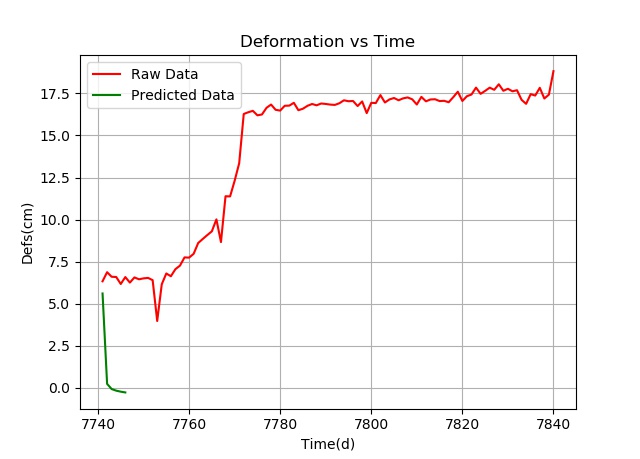 Deformation vs Time
Raw Data
Predicted Data
Defs(cm)
17.5
15.0
12.5
10.0
7.5
5.0
2.5
0.0
7740 7760 7780 7800 7820 7840
Time(d)